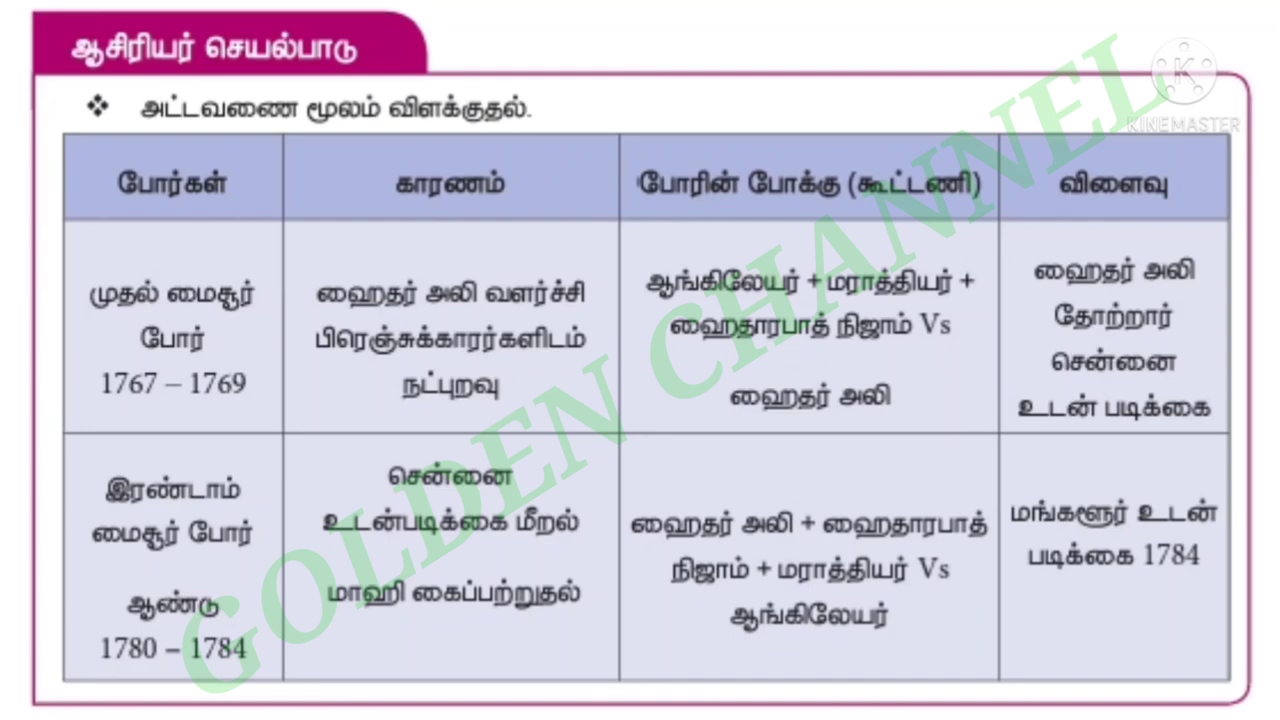 ஆசிரியர் செயல்பாடு
KINEMASTER
❖ அட்டவணை மூலம் விளக்குதல்.
போர்கள்
காரணம்
போரின் போக்கு (கூட்டணி)
விளைவு
முதல் மைசூர்
போர்
1767 – 1769
ஹைதர் அலி வளர்ச்சி
பிரெஞ்சுக்காரர்களிடம்
நட்புறவு
ஆங்கிலேயர் + மராத்தியர் +
ஹைதாரபாத் நிஜாம் Vs
ஹைதர் அலி
ஹைதர் அலி
தோற்றார்
சென்னை
உடன் படிக்கை
இரண்டாம்
மைசூர் போர்
ஆண்டு
1780 – 1784
சென்னை
உடன்படிக்கை மீறல்
மாஹி கைப்பற்றுதல்
ஹைதர் அலி + ஹைதாரபாத்
நிஜாம் + மராத்தியர் Vs
ஆங்கிலேயர்
மங்களூர் உடன்
படிக்கை 1784
GOLDEN CHANNEL